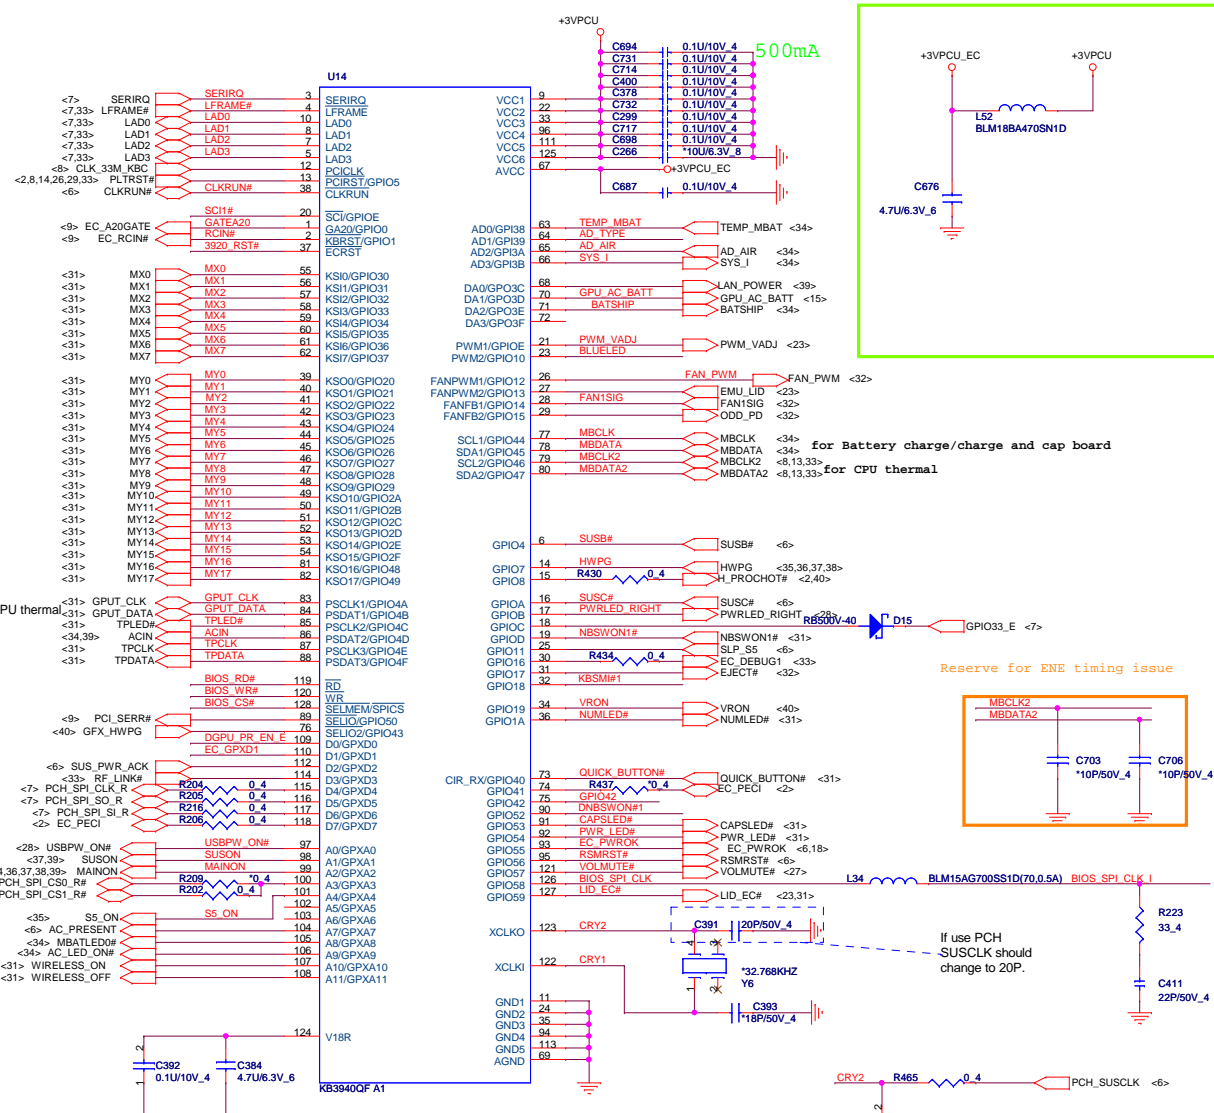 +3VPCU
C694 0.1U/10V_4
C731 0.1U/10V_4
C714 0.1U/10V_4
C400 0.1U/10V_4
C378 0.1U/10V_4
C732 0.1U/10V_4
C299 0.1U/10V_4
C717 0.1U/10V_4
C698 0.1U/10V_4
C266 *10U/6.3V_8
500mA
+3VPCU_EC
C687 0.1U/10V_4
+3VPCU_EC +3VPCU
L52
BLM18BA470SN1D
C676
4.7U/6.3V_6
U14
<7> SERIRQ SERIRQ 3 SERIRQ
<7,33> LFRAME# LFRAME# 4 LFRAME
<7,33> LAD0 LAD0 10 LAD0
<7,33> LAD1 LAD1 8 LAD1
<7,33> LAD2 LAD2 7 LAD2
<7,33> LAD3 LAD3 5 LAD3
<8> CLK_33M_KBC 12 PCICLK
<2,8,14,26,29,33> PLTRST# 13 PCIRST/GPIO5
<6> CLKRUN# CLKRUN# 38 CLKRUN
SCI1# 20 SCI/GPIOE
<9> EC_A20GATE GATEA20 1 GA20/GPIO0
<9> EC_RCIN# RCIN# 2 KBRST/GPIO1
3920_RST# 37 ECRST
<31> MX0 MX0 55 KSI0/GPIO30
<31> MX1 MX1 56 KSI1/GPIO31
<31> MX2 MX2 57 KSI2/GPIO32
<31> MX3 MX3 58 KSI3/GPIO33
<31> MX4 MX4 59 KSI4/GPIO34
<31> MX5 MX5 60 KSI5/GPIO35
<31> MX6 MX6 61 KSI6/GPIO36
<31> MX7 MX7 62 KSI7/GPIO37
<31> MY0 MY0 39 KSO0/GPIO20
<31> MY1 MY1 40 KSO1/GPIO21
<31> MY2 MY2 41 KSO2/GPIO22
<31> MY3 MY3 42 KSO3/GPIO23
<31> MY4 MY4 43 KSO4/GPIO24
<31> MY5 MY5 44 KSO5/GPIO25
<31> MY6 MY6 45 KSO6/GPIO26
<31> MY7 MY7 46 KSO7/GPIO27
<31> MY8 MY8 47 KSO8/GPIO28
<31> MY9 MY9 48 KSO9/GPIO29
<31> MY10 MY10 49 KSO10/GPIO2A
<31> MY11 MY11 50 KSO11/GPIO2B
<31> MY12 MY12 51 KSO12/GPIO2C
<31> MY13 MY13 52 KSO13/GPIO2D
<31> MY14 MY14 53 KSO14/GPIO2E
<31> MY15 MY15 54 KSO15/GPIO2F
<31> MY16 MY16 81 KSO16/GPIO48
<31> MY17 MY17 82 KSO17/GPIO49
PU thermal <31> GPUT_CLK GPUT_CLK 83 PSCLK1/GPIO4A
<31> GPUT_DATA GPUT_DATA 84 PSDAT1/GPIO4B
<31> TPLED# TPLED# 85 PSCLK2/GPIO4C
<34,39> ACIN ACIN 86 PSDAT2/GPIO4D
<31> TPCLK TPCLK 87 PSCLK3/GPIO4E
<31> TPDATA TPDATA 88 PSDAT3/GPIO4F
BIOS_RD# 119 RD
BIOS_WR# 120 WR
BIOS_CS# 128 SELMEM/SPICS
<9> PCI_SERR# 89 SELIO/GPIO50
<40> GFX_HWPG 76 SELIO2/GPIO43
DGPU_PR_EN_E 109 D0/GPXD0
EC_GPXD1 110 D1/GPXD1
<6> SUS_PWR_ACK 112 D2/GPXD2
<33> RF_LINK# 114 D3/GPXD3
<7> PCH_SPI_CLK_R R204 0_4 115 D4/GPXD4
<7> PCH_SPI_SO_R R205 0_4 116 D5/GPXD5
<7> PCH_SPI_SI_R R216 0_4 117 D6/GPXD6
<2> EC_PECI R206 0_4 118 D7/GPXD7
<28> USBPW_ON# USBPW_ON# 97 A0/GPXA0
<37,39> SUSON SUSON 98 A1/GPXA1
4,36,37,38,39> MAINON MAINON 99 A2/GPXA2
PCH_SPI_CS0_R# R209 *0_4 100 A3/GPXA3
PCH_SPI_CS1_R# R202 0_4 101 A4/GPXA4
102 A5/GPXA5
<35> S5_ON S5_ON 103 A6/GPXA6
<6> AC_PRESENT 104 A7/GPXA7
<34> MBATLED0# 105 A8/GPXA8
<34> AC_LED_ON# 106 A9/GPXA9
<31> WIRELESS_ON 107 A10/GPXA10
<31> WIRELESS_OFF 108 A11/GPXA11
124 V18R
C392
0.1U/10V_4
2
1
C384
4.7U/6.3V_6
KB3940QF A1
VCC1 9
VCC2 22
VCC3 33
VCC4 96
VCC5 111
VCC6 125
AVCC 67
AD0/GPI38 63 TEMP_MBAT TEMP_MBAT <34>
AD1/GPI39 64 AD_TYPE
AD2/GPI3A 65 AD_AIR AD_AIR <34>
AD3/GPI3B 66 SYS_I SYS_I <34>
DA0/GPO3C 68 LAN_POWER <39>
DA1/GPO3D 70 GPU_AC_BATT GPU_AC_BATT <15>
DA2/GPO3E 71 BATSHIP BATSHIP <34>
DA3/GPO3F 72
PWM1/GPIOE 21 PWM_VADJ PWM_VADJ <23>
PWM2/GPIO10 23 BLUELED
FANPWM1/GPIO12 26 FAN_PWM FAN_PWM <32>
FANPWM2/GPIO13 27 EMU_LID <23>
FANFB1/GPIO14 28 FAN1SIG FAN1SIG <32>
FANFB2/GPIO15 29 ODD_PD <32>
SCL1/GPIO44 77 MBCLK MBCLK <34>
SDA1/GPIO45 78 MBDATA MBDATA <34>
SCL2/GPIO46 79 MBCLK2 MBCLK2 <8,13,33>
SDA2/GPIO47 80 MBDATA2 MBDATA2 <8,13,33>
for Battery charge/charge and cap board
for CPU thermal
GPIO4 6 SUSB# SUSB# <6>
GPIO7 14 HWPG HWPG <35,36,37,38>
GPIO8 15 R430 0_4 H_PROCHOT# <2,40>
GPIOA 16 SUSC# SUSC# <6>
GPIOB 17 PWRLED_RIGHT PWRLED_RIGHT <28>
GPIOC 18 RB500V-40 D15 GPIO33_E <7>
GPIOD 19 NBSWON1# NBSWON1# <31>
GPIO11 25 SLP_S5 <6>
GPIO16 30 R434 0_4 EC_DEBUG1 <33>
GPIO17 31 EJECT# <32>
GPIO18 32 KBSMI#1
GPIO19 34 VRON VRON <40>
GPIO1A 36 NUMLED# NUMLED# <31>
CIR_RX/GPIO40 73 QUICK_BUTTON# QUICK_BUTTON# <31>
GPIO41 74 R437 *0_4 EC_PECI <2>
GPIO42 75 GPIO42
GPIO52 90 DNBSWON#1
GPIO53 91 CAPSLED# CAPSLED# <31>
GPIO54 92 PWR_LED# PWR_LED# <31>
GPIO55 93 EC_PWROK EC_PWROK <6,18>
GPIO56 95 RSMRST# RSMRST# <6>
GPIO57 121 VOLMUTE# VOLMUTE# <27>
GPIO58 126 BIOS_SPI_CLK L34 BLM15AG700SS1D(70,0.5A) BIOS_SPI_CLK_I
GPIO59 127 LID_EC# LID_EC# <23,31>
XCLKO 123 CRY2 C391 20P/50V_4
XCLKI 122 CRY1
4 3
1 2
*32.768KHZ
Y6
C393
*18P/50V_4
If use PCH
SUSCLK should
change to 20P.
GND1 11
GND2 24
GND3 35
GND4 94
GND5 113
AGND 69
Reserve for ENE timing issue
MBCLK2
MBDATA2
C703
*10P/50V_4
C706
*10P/50V_4
R223
33_4
C411
22P/50V_4
CRY2 R465 0_4 PCH_SUSCLK <6>
2